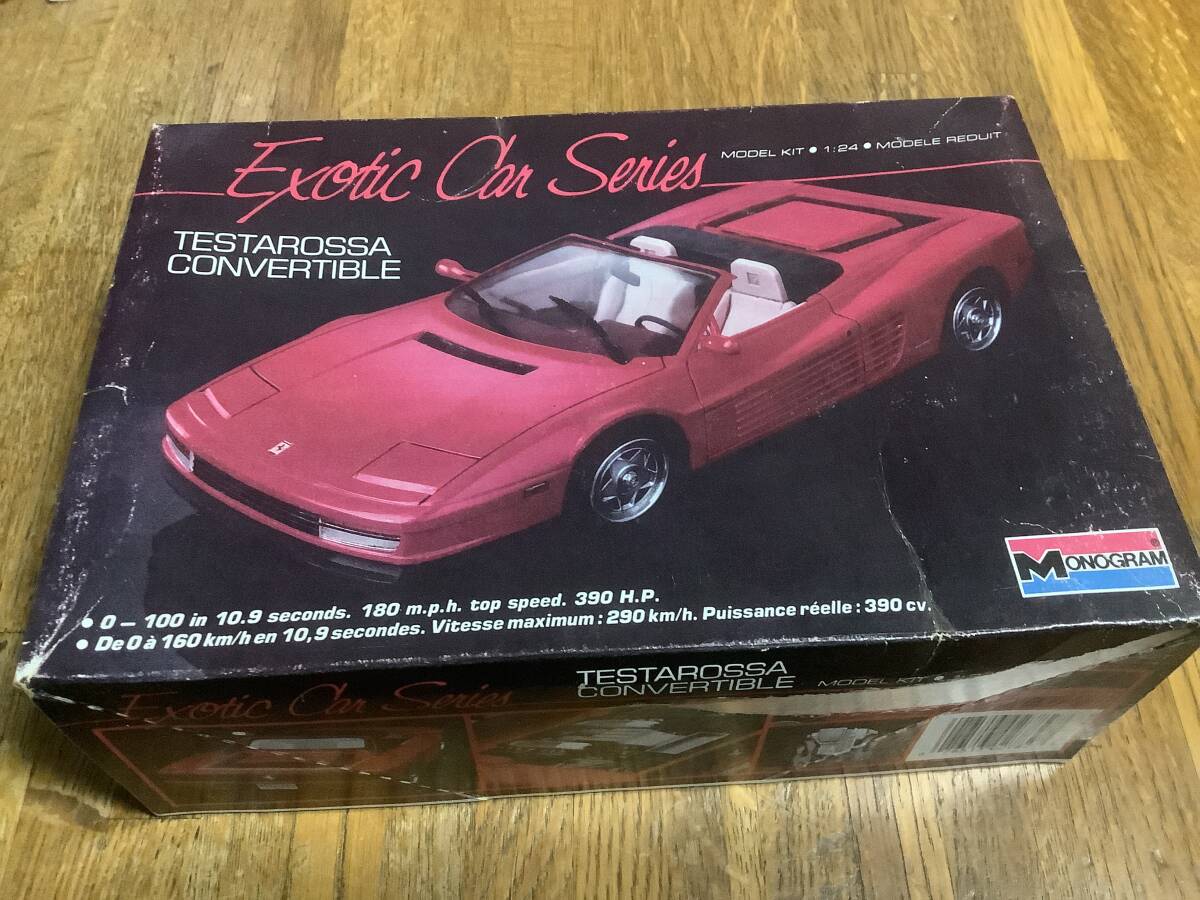 Exotic Car Series
MODEL KIT • 1:24 • MODELE REDUIT
TESTAROSSA
CONVERTIBLE
MONOGRAM
®
• 0 – 100 in 10.9 seconds. 180 m.p.h. top speed. 390 H.P.
• De 0 à 160 km/h en 10,9 secondes. Vitesse maximum : 290 km/h. Puissance réelle : 390 cv.
Exotic Car Series
TESTAROSSA
CONVERTIBLE
MODEL KIT •